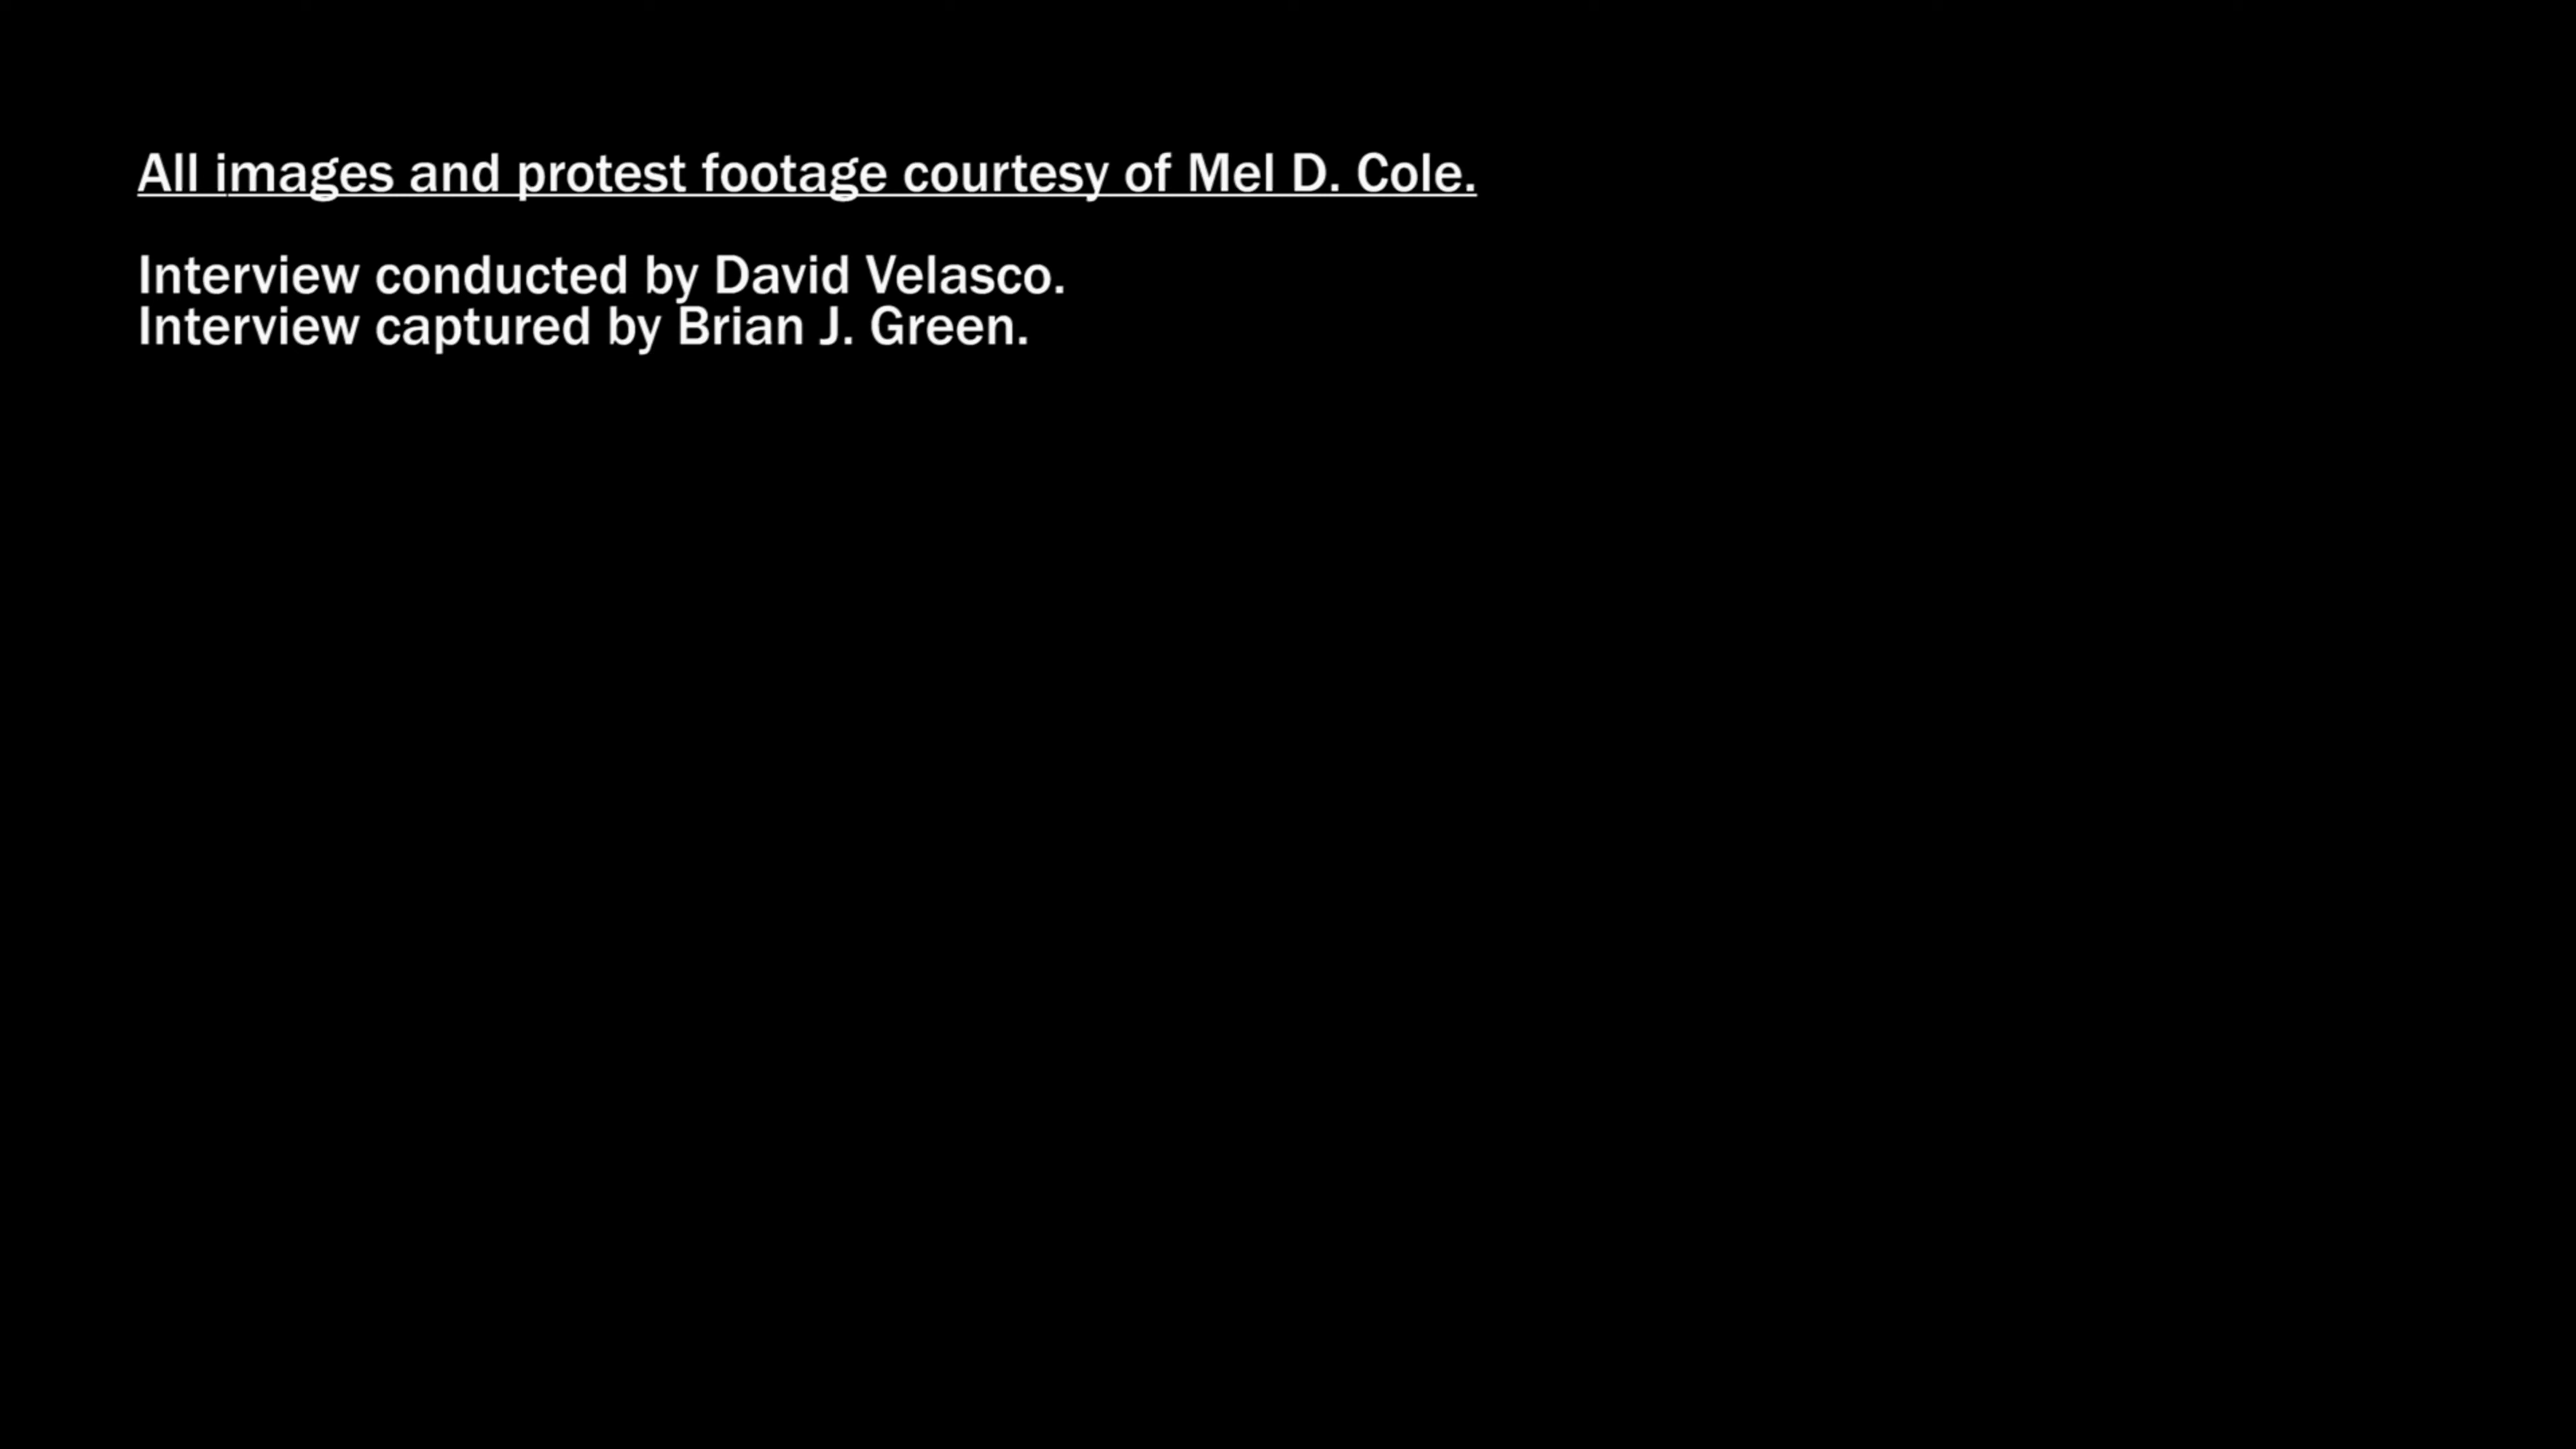 All images and protest footage courtesy of Mel D. Cole.
Interview conducted by David Velasco.
Interview captured by Brian J. Green.